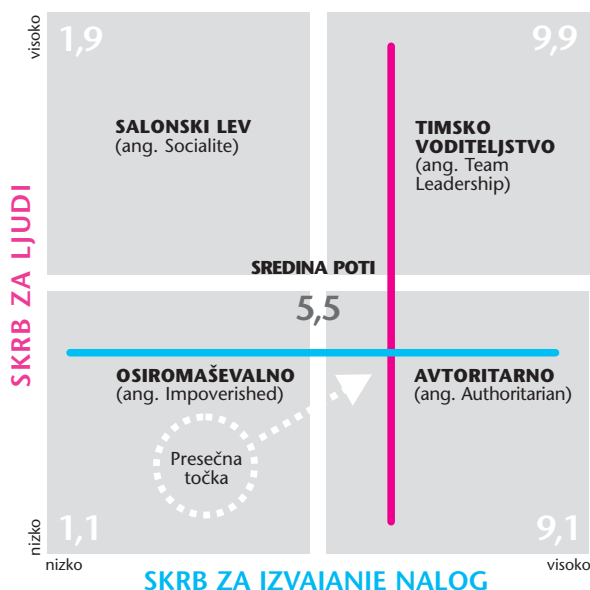 visoko
1,9
9,9
SALONSKI LEV
(ang. Socialite)
TIMSKO
VODITELJSTVO
(ang. Team
Leadership)
SKRB ZA LJUDI
SREDINA POTI
5,5
OSIROMAŠEVALNO
(ang. Impoverished)
AVTORITARNO
(ang. Authoritarian)
Presečna
točka
nizko
1,1
9,1
nizko
visoko
SKRB ZA IZVAIANIE NALOG